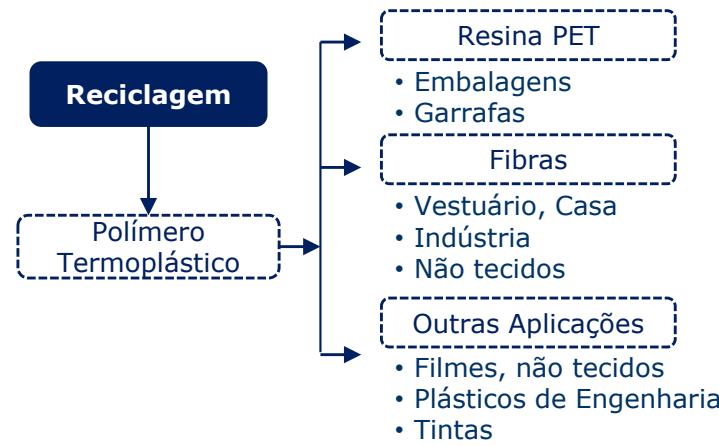 Reciclagem
Polímero
Termoplástico
Resina PET
• Embalagens
• Garrafas
Fibras
• Vestuário, Casa
• Indústria
• Não tecidos
Outras Aplicações
• Filmes, não tecidos
• Plásticos de Engenharia
• Tintas